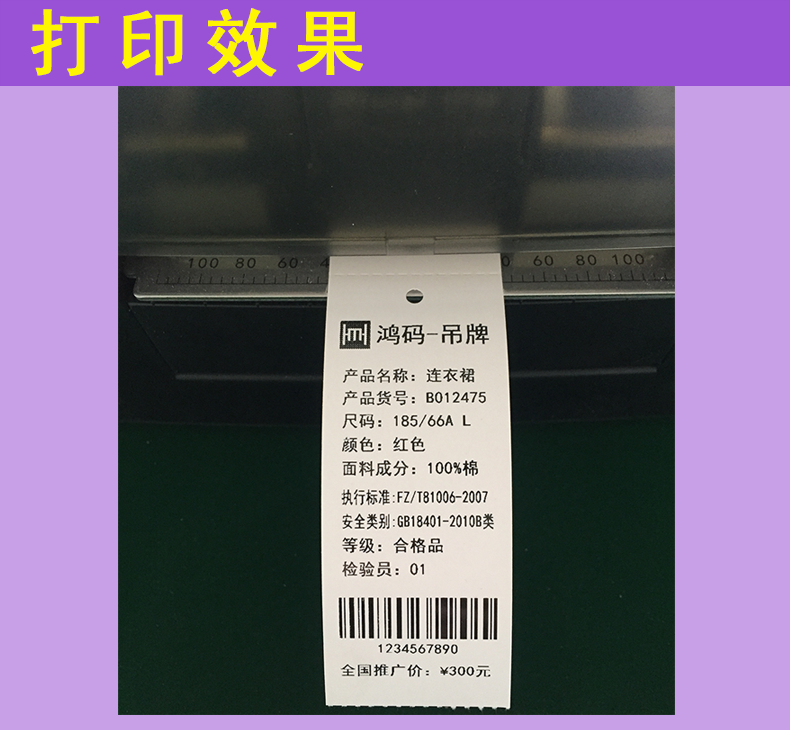 打印效果
100 80 60 4
0 60 80 100
鸿码-吊牌
产品名称：连衣裙
产品货号：B012475
尺码：185/66A L
颜色：红色
面料成分：100%棉
执行标准:FZ/T81006-2007
安全类别:GB18401-2010B类
等级：合格品
检验员：01
1234567890
全国推广价：¥300元